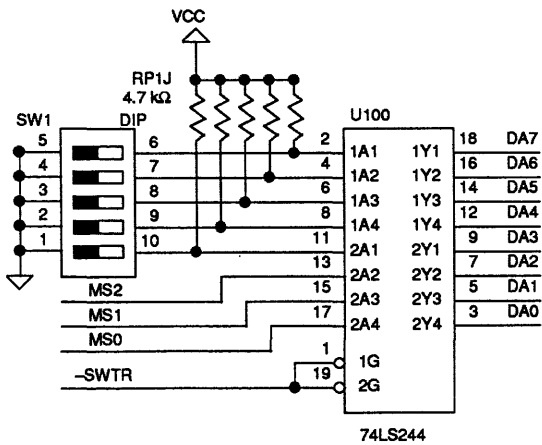 VCC
RP1J
4.7 kΩ
SW1 DIP U100
5 6 2 1A1 1Y1 18 DA7
4 7 4 1A2 1Y2 16 DA6
3 8 6 1A3 1Y3 14 DA5
2 9 8 1A4 1Y4 12 DA4
1 10 11 2A1 2Y1 9 DA3
13 2A2 2Y2 7 DA2
MS2 15 2A3 2Y3 5 DA1
MS1 17 2A4 2Y4 3 DA0
MS0
1 1G
–SWTR 19 2G
74LS244